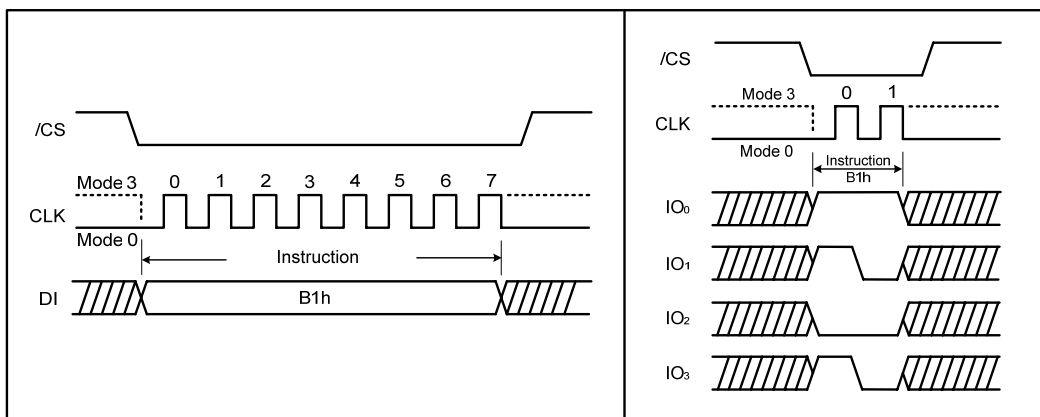 /CS
Mode 3
0 1 2 3 4 5 6 7
CLK
Mode 0
Instruction
DI
B1h
/CS
Mode 3
0 1
CLK
Mode 0
Instruction
B1h
IO₀
IO₁
IO₂
IO₃